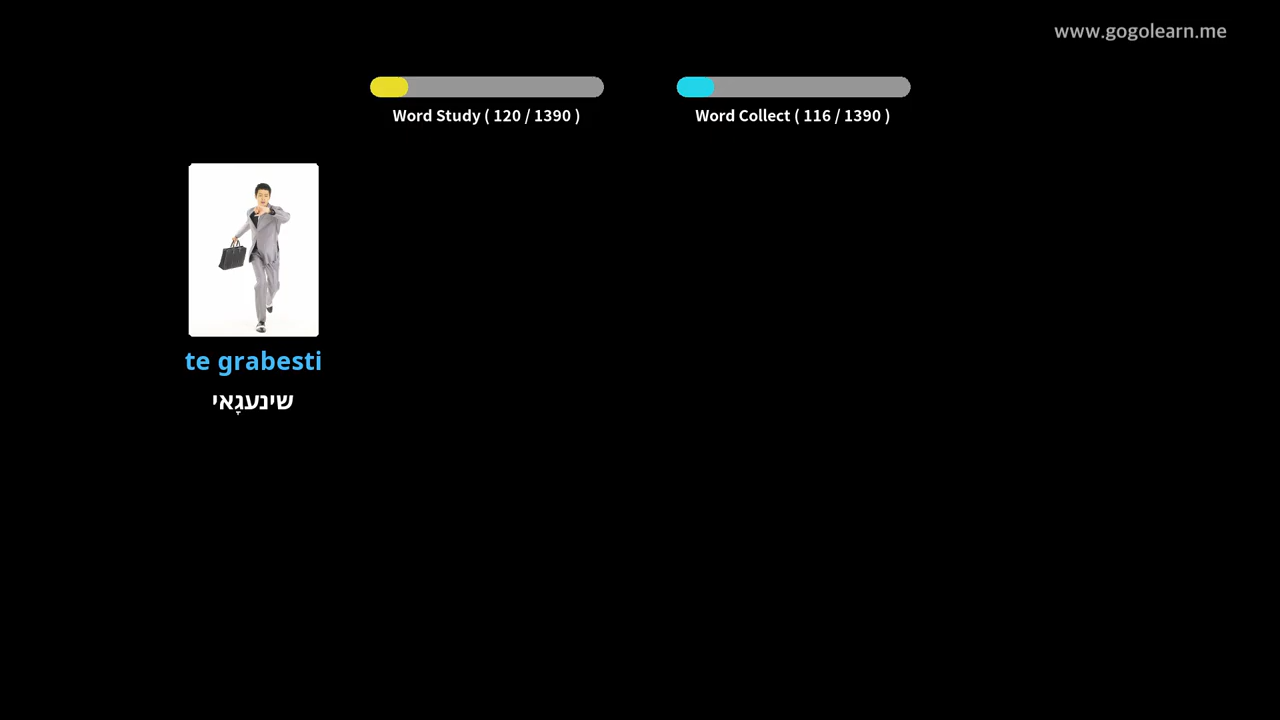 www.gogolearn.me
Word Study ( 120 / 1390 )
Word Collect ( 116 / 1390 )
te grabesti
שינעגָאי